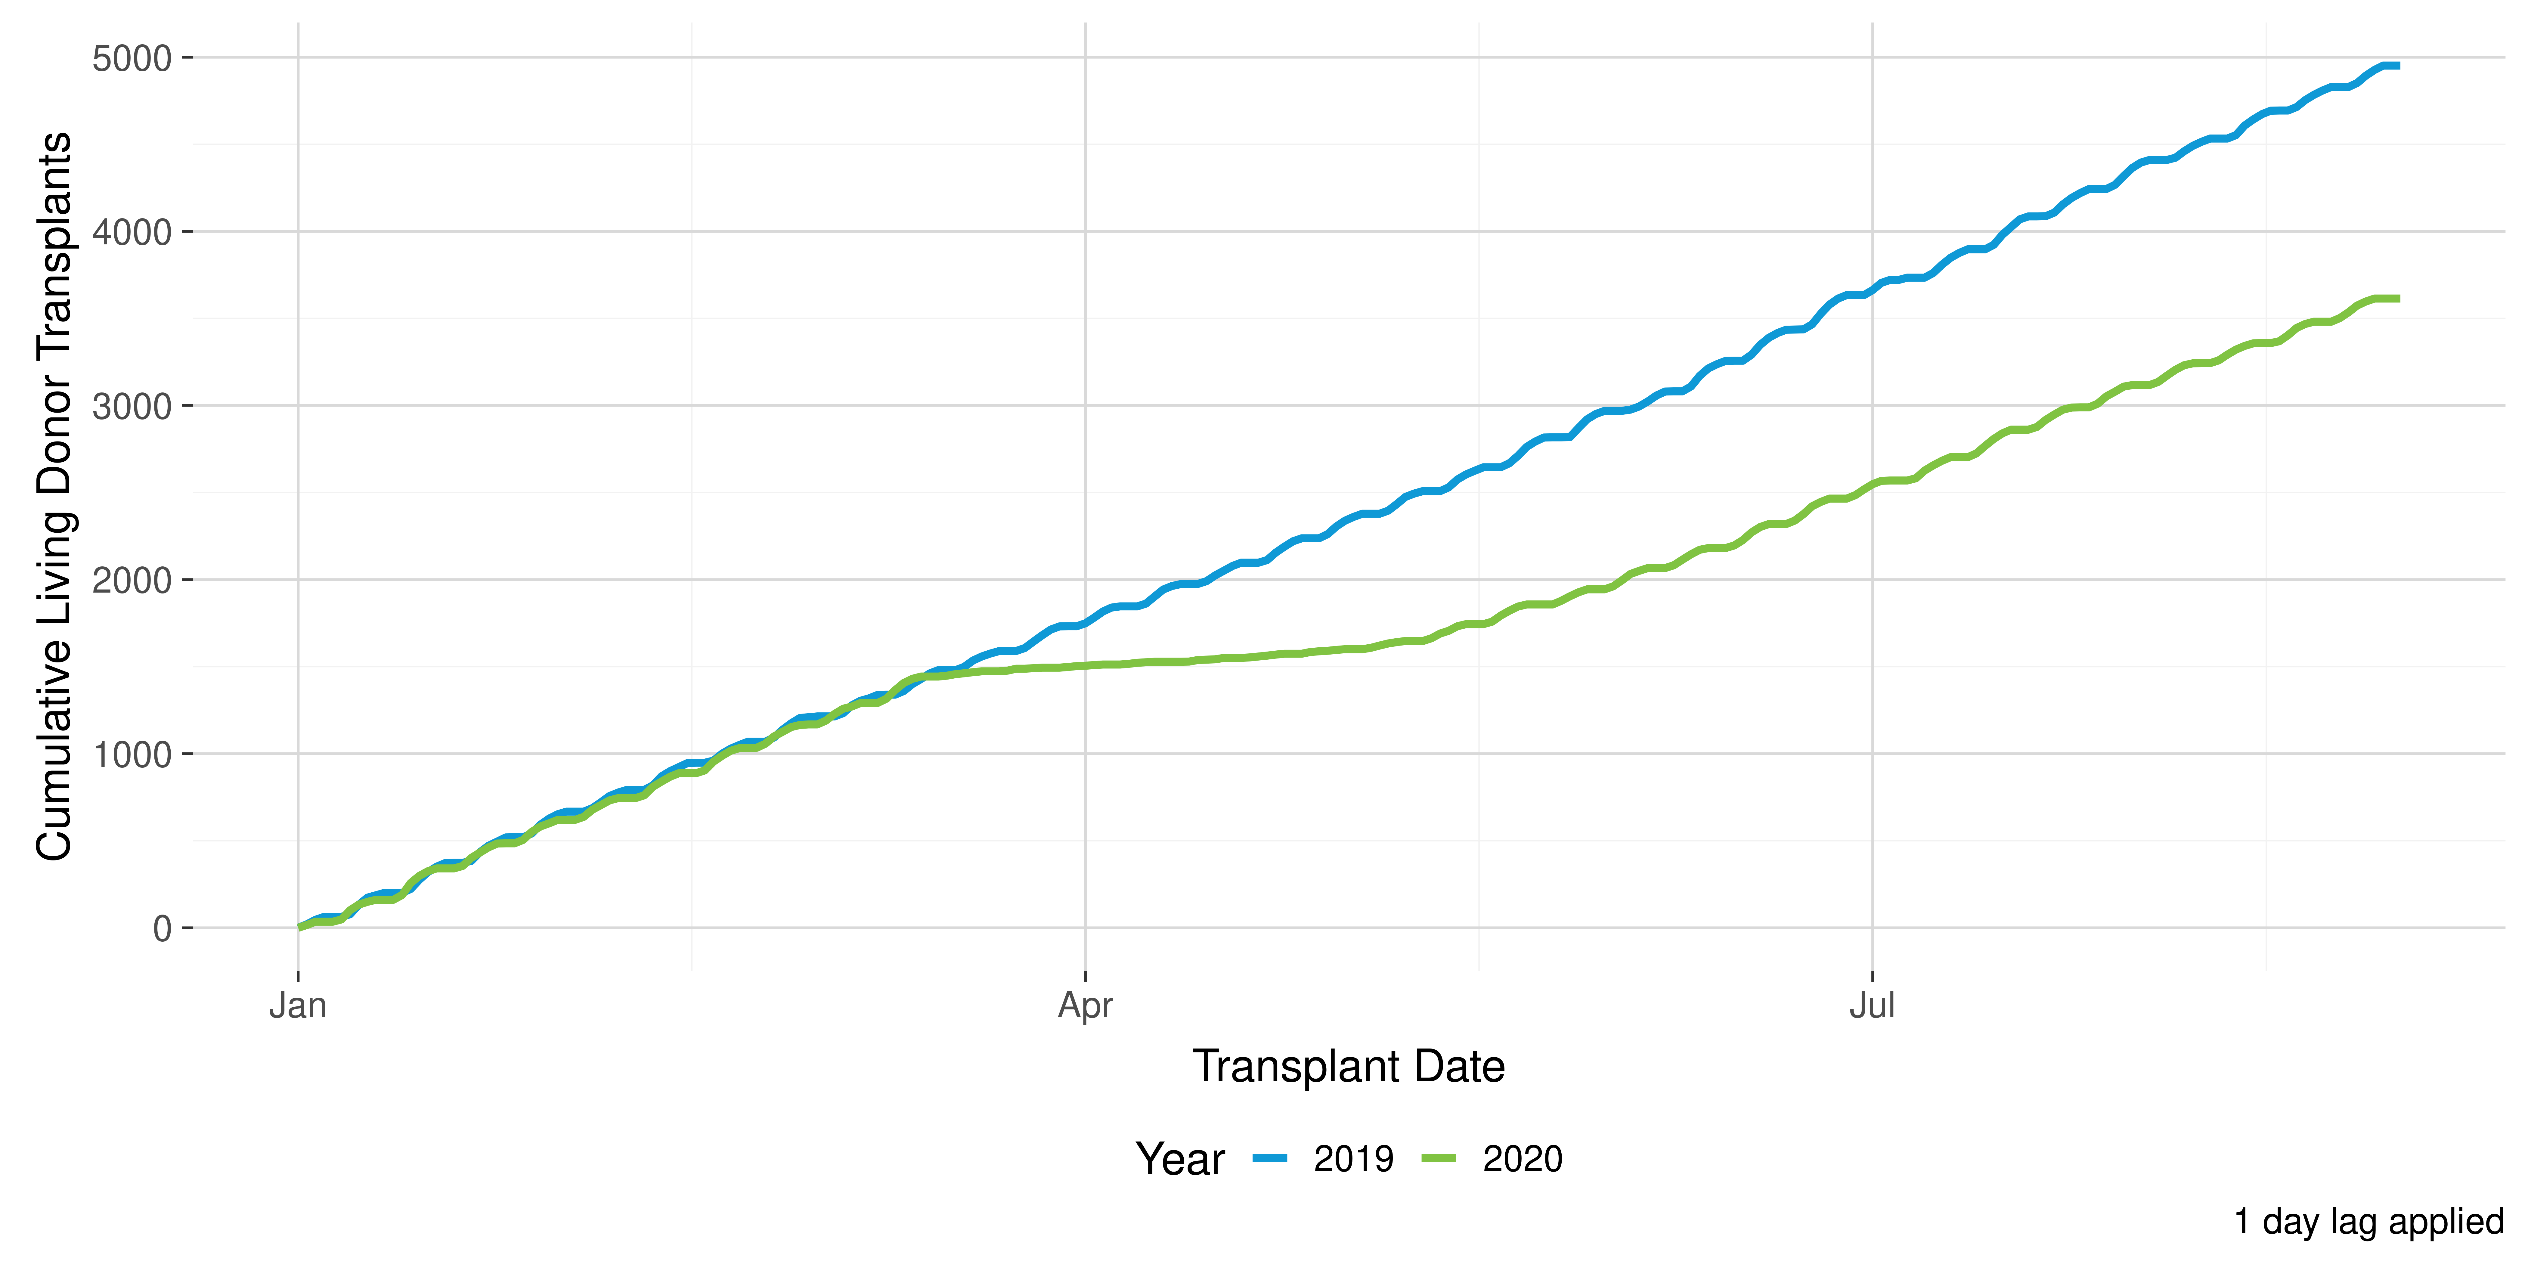 Cumulative Living Donor Transplants
5000
4000
3000
2000
1000
0
Jan Apr Jul
Transplant Date
Year 2019 2020
1 day lag applied